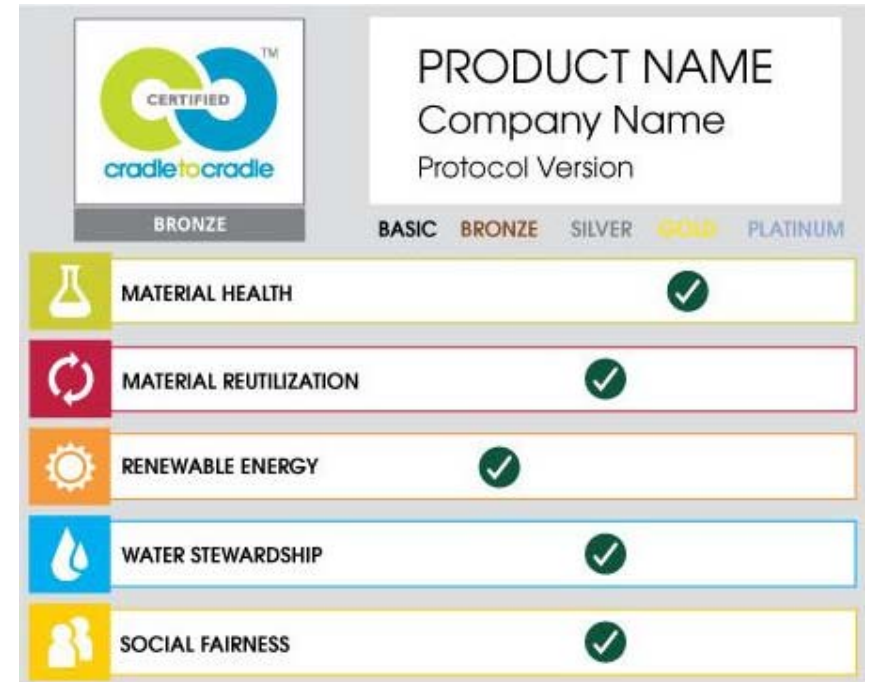 TM
CERTIFIED
cradletocradle
BRONZE
PRODUCT NAME
Company Name
Protocol Version
BASIC BRONZE SILVER GOLD PLATINUM
MATERIAL HEALTH
MATERIAL REUTILIZATION
RENEWABLE ENERGY
WATER STEWARDSHIP
SOCIAL FAIRNESS